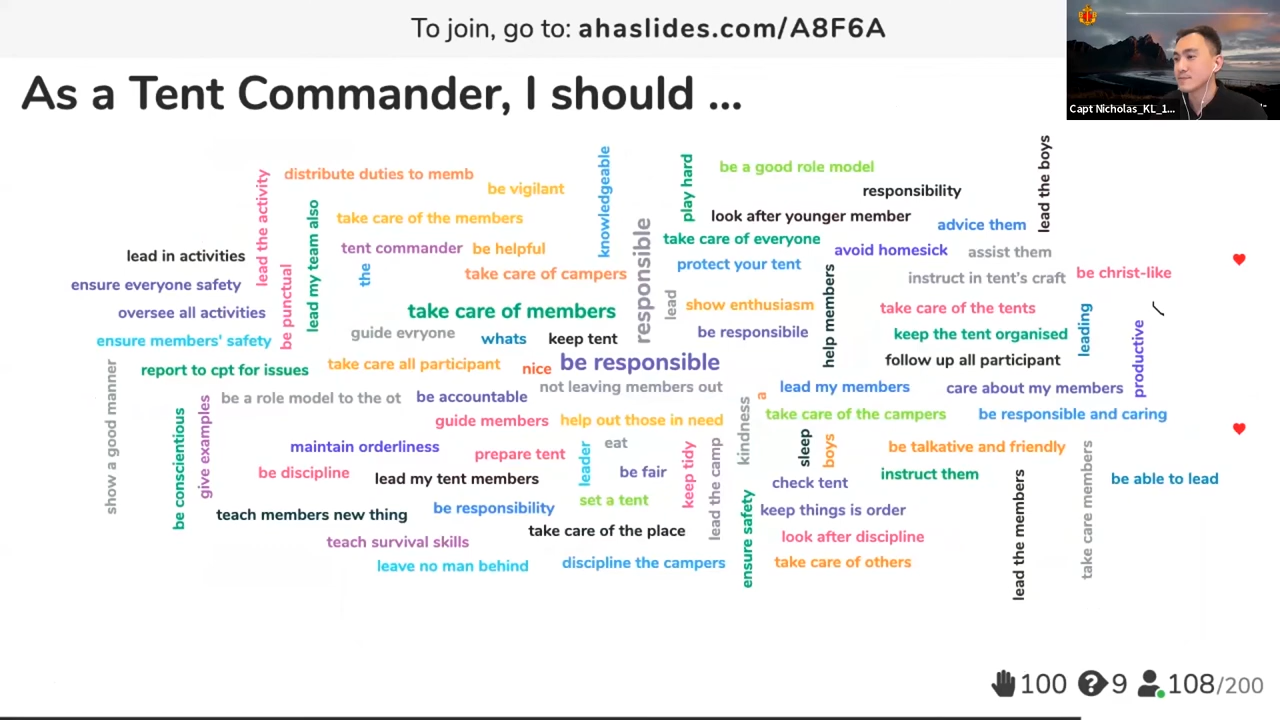 To join, go to: ahaslides.com/A8F6A
Capt Nicholas_KL_1...
As a Tent Commander, I should ...
lead the boys
knowledgeable
play hard
be a good role model
lead the activity
distribute duties to memb
be vigilant
responsibility
lead my team also
take care of the members
responsible
look after younger member
advice them
take care of everyone
tent commander
be helpful
avoid homesick
assist them
lead in activities
the
protect your tent
take care of campers
be christ-like
instruct in tent's craft
be punctual
ensure everyone safety
lead
show enthusiasm
help members
take care of the tents
oversee all activities
take care of members
leading
productive
guide evryone
whats
keep tent
be responsibile
keep the tent organised
ensure members' safety
be responsible
follow up all participant
take care all participant
nice
report to cpt for issues
show a good manner
not leaving members out
lead my members
care about my members
be a role model to the ot
be accountable
a
kindness
give examples
be conscientious
guide members
help out those in need
take care of the campers
be responsible and caring
maintain orderliness
prepare tent
leader
eat
keep tidy
lead the camp
sleep
boys
be talkative and friendly
take care members
be discipline
lead my tent members
be fair
check tent
instruct them
be able to lead
lead the members
teach members new thing
be responsibility
set a tent
ensure safety
keep things is order
take care of the place
look after discipline
teach survival skills
leave no man behind
discipline the campers
take care of others
100 9 108/200